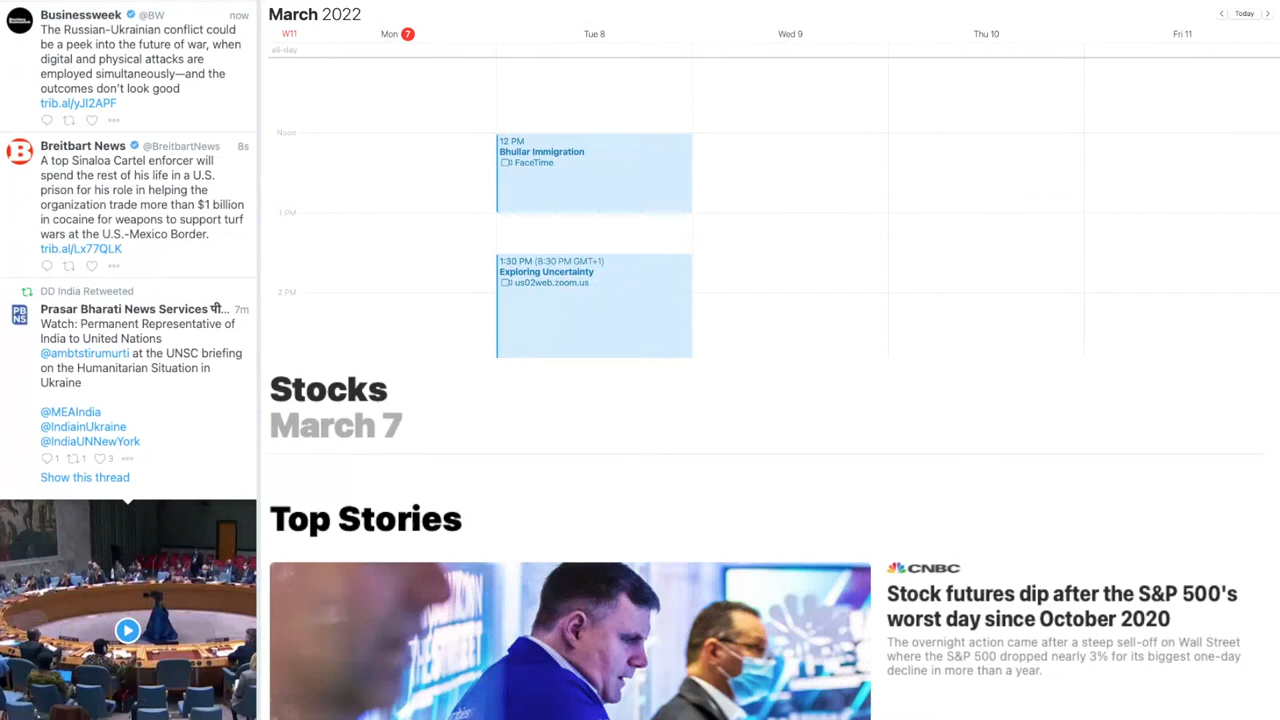 Businessweek @BW now
The Russian-Ukrainian conflict could
be a peek into the future of war, when
digital and physical attacks are
employed simultaneously—and the
outcomes don't look good
trib.al/yJI2APF
Breitbart News @BreitbartNews 8s
A top Sinaloa Cartel enforcer will
spend the rest of his life in a U.S.
prison for his role in helping the
organization trade more than $1 billion
in cocaine for weapons to support turf
wars at the U.S.-Mexico Border.
trib.al/Lx77QLK
DD India Retweeted
PB
NS
Prasar Bharati News Services पी... 7m
Watch: Permanent Representative of
India to United Nations
@ambtstirumurti at the UNSC briefing
on the Humanitarian Situation in
Ukraine
@MEAIndia
@IndiainUkraine
@IndiaUNNewYork
1 1 3
Show this thread
March 2022
Today
W11 Mon 7 Tue 8 Wed 9 Thu 10 Fri 11
all-day
Noon
12 PM
Bhullar Immigration
FaceTime
1 PM
1:30 PM (8:30 PM GMT+1)
Exploring Uncertainty
us02web.zoom.us
2 PM
Stocks
March 7
Top Stories
CNBC
Stock futures dip after the S&P 500's
worst day since October 2020
The overnight action came after a steep sell-off on Wall Street
where the S&P 500 dropped nearly 3% for its biggest one-day
decline in more than a year.